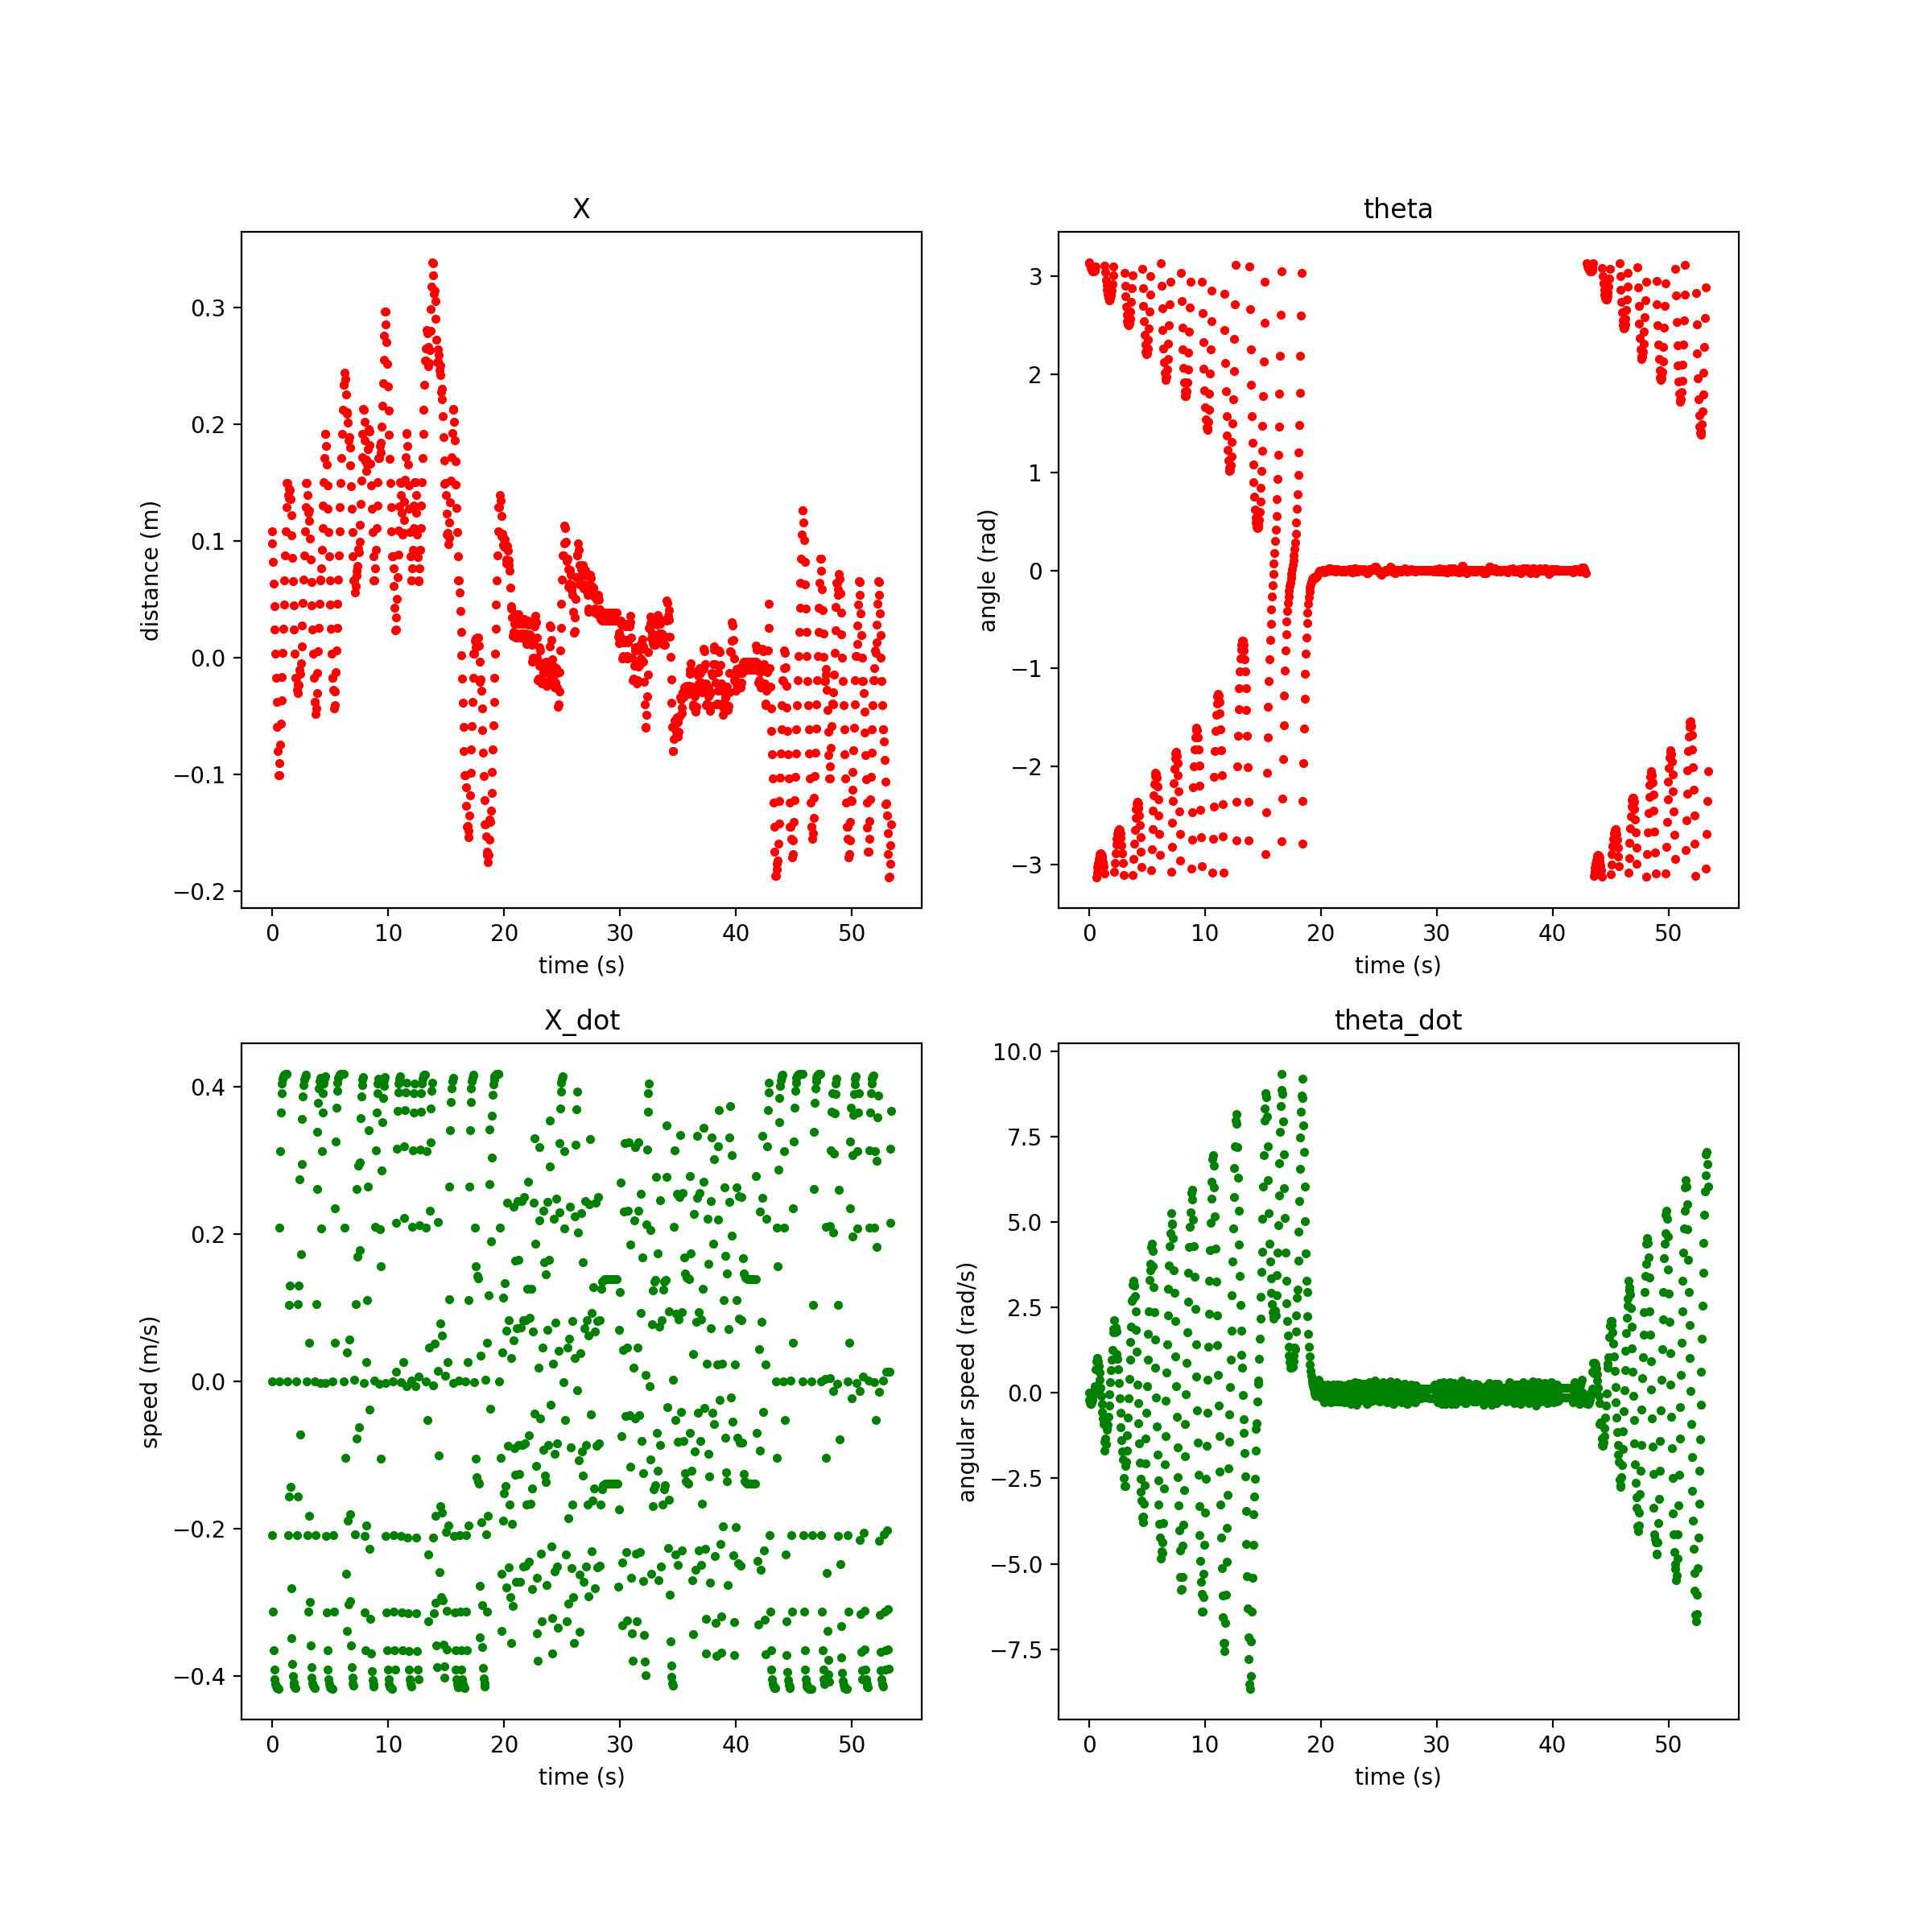 X
distance (m)
0.3
0.2
0.1
0.0
−0.1
−0.2
0 10 20 30 40 50
time (s)
theta
angle (rad)
3
2
1
0
−1
−2
−3
0 10 20 30 40 50
time (s)
X_dot
speed (m/s)
0.4
0.2
0.0
−0.2
−0.4
0 10 20 30 40 50
time (s)
theta_dot
angular speed (rad/s)
10.0
7.5
5.0
2.5
0.0
−2.5
−5.0
−7.5
0 10 20 30 40 50
time (s)